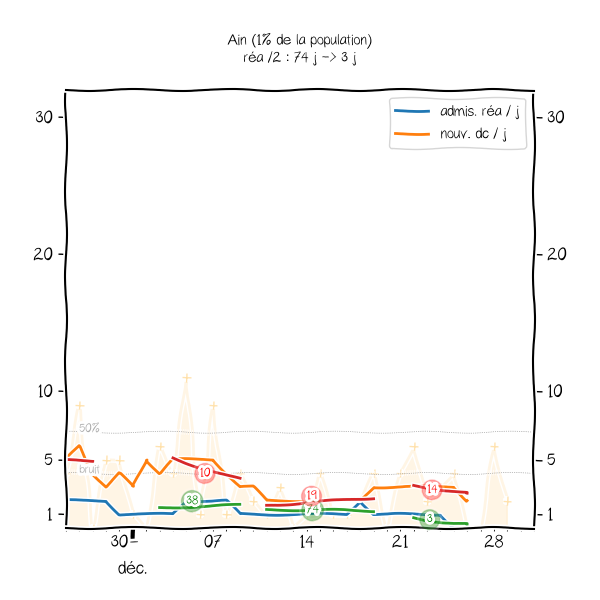 Ain (1% de la population)
réa /2 : 74 j -> 3 j
admis. réa / j
nouv. dc / j
30 30
20 20
10 10
50%
5 5
bruit
10
19
14
38
74
3
1 1
30 07 14 21 28
déc.